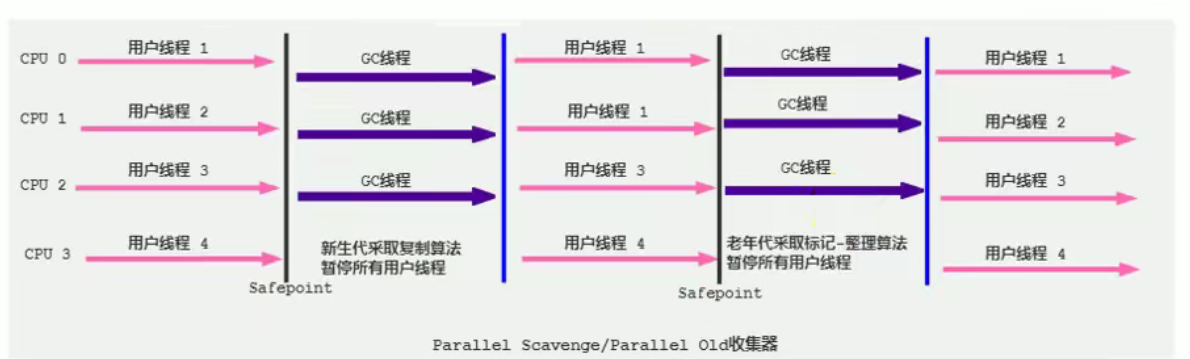 CPU 0
用户线程 1
GC线程
用户线程 1
GC线程
用户线程 1
CPU 1
用户线程 2
GC线程
用户线程 1
GC线程
用户线程 2
CPU 2
用户线程 3
GC线程
用户线程 3
GC线程
用户线程 3
CPU 3
用户线程 4
新生代采取复制算法
暂停所有用户线程
用户线程 4
老年代采取标记-整理算法
暂停所有用户线程
用户线程 4
Safepoint
Safepoint
Parallel Scavenge/Parallel Old收集器